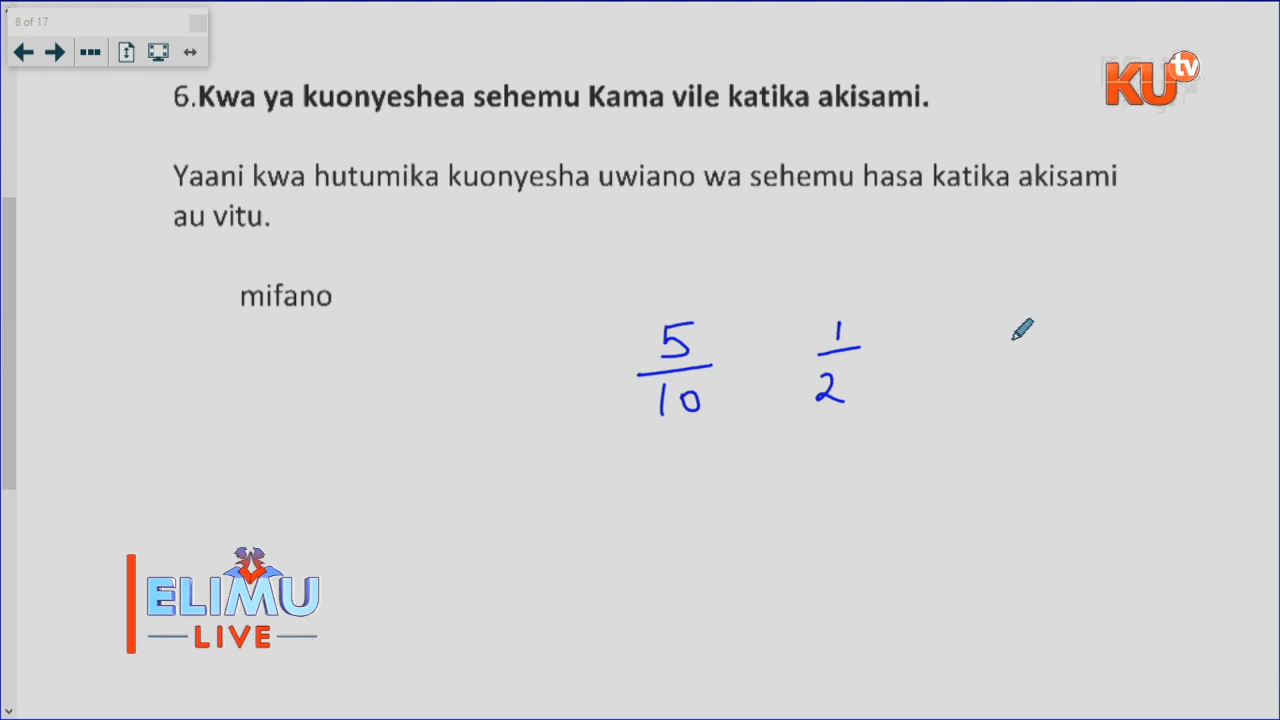 8 of 17
KU tv
6.Kwa ya kuonyeshea sehemu Kama vile katika akisami.
Yaani kwa hutumika kuonyesha uwiano wa sehemu hasa katika akisami
au vitu.
mifano
5 1
10 2
ELIMU
LIVE